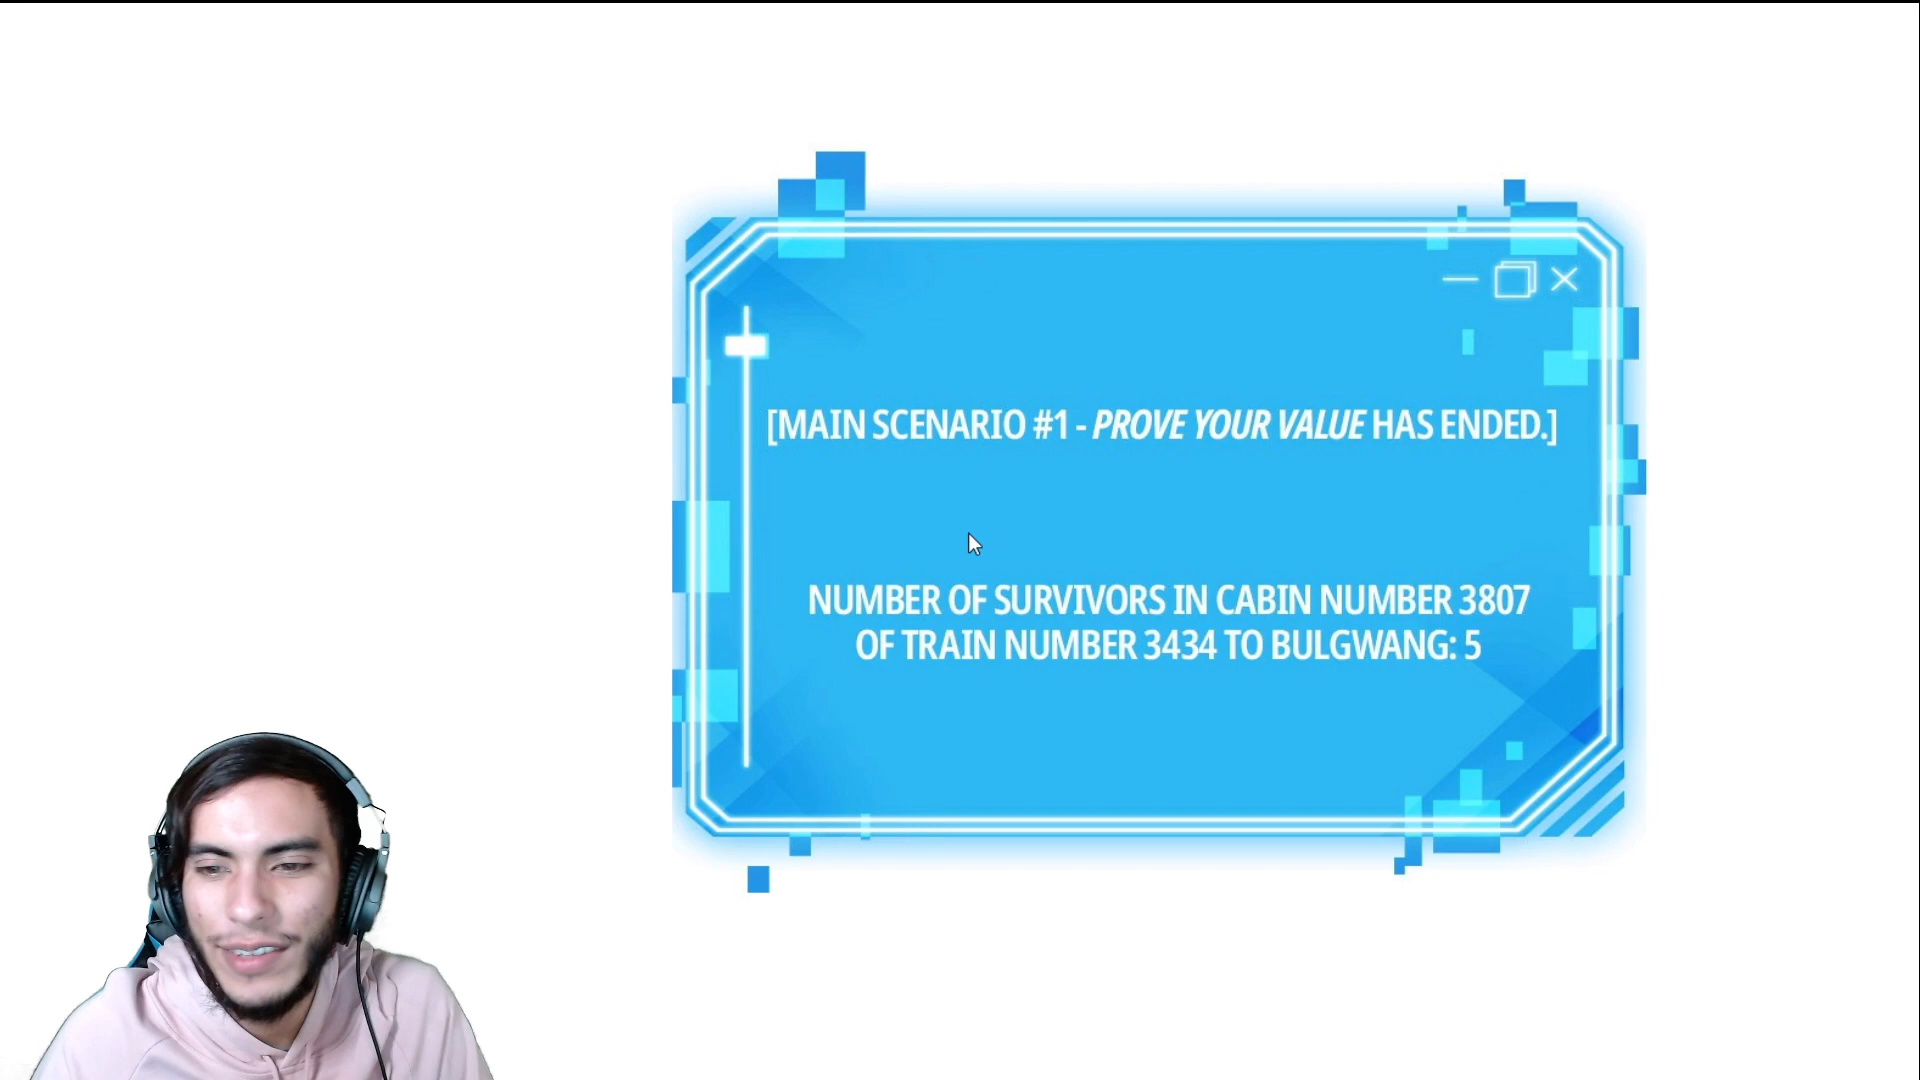 [MAIN SCENARIO #1 - PROVE YOUR VALUE HAS ENDED.]
NUMBER OF SURVIVORS IN CABIN NUMBER 3807
OF TRAIN NUMBER 3434 TO BULGWANG: 5